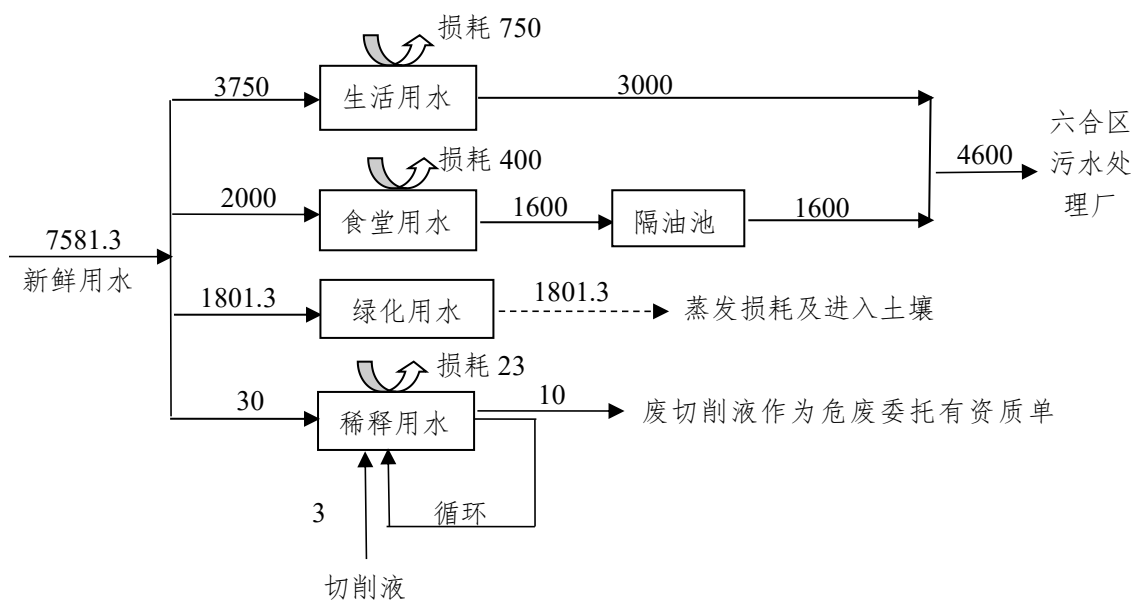 损耗 750
3750
生活用水
3000
六合区
污水处
理厂
4600
损耗 400
2000
食堂用水
1600
隔油池
1600
7581.3
新鲜用水
1801.3
绿化用水
1801.3
蒸发损耗及进入土壤
损耗 23
30
稀释用水
10
废切削液作为危废委托有资质单
3
循环
切削液